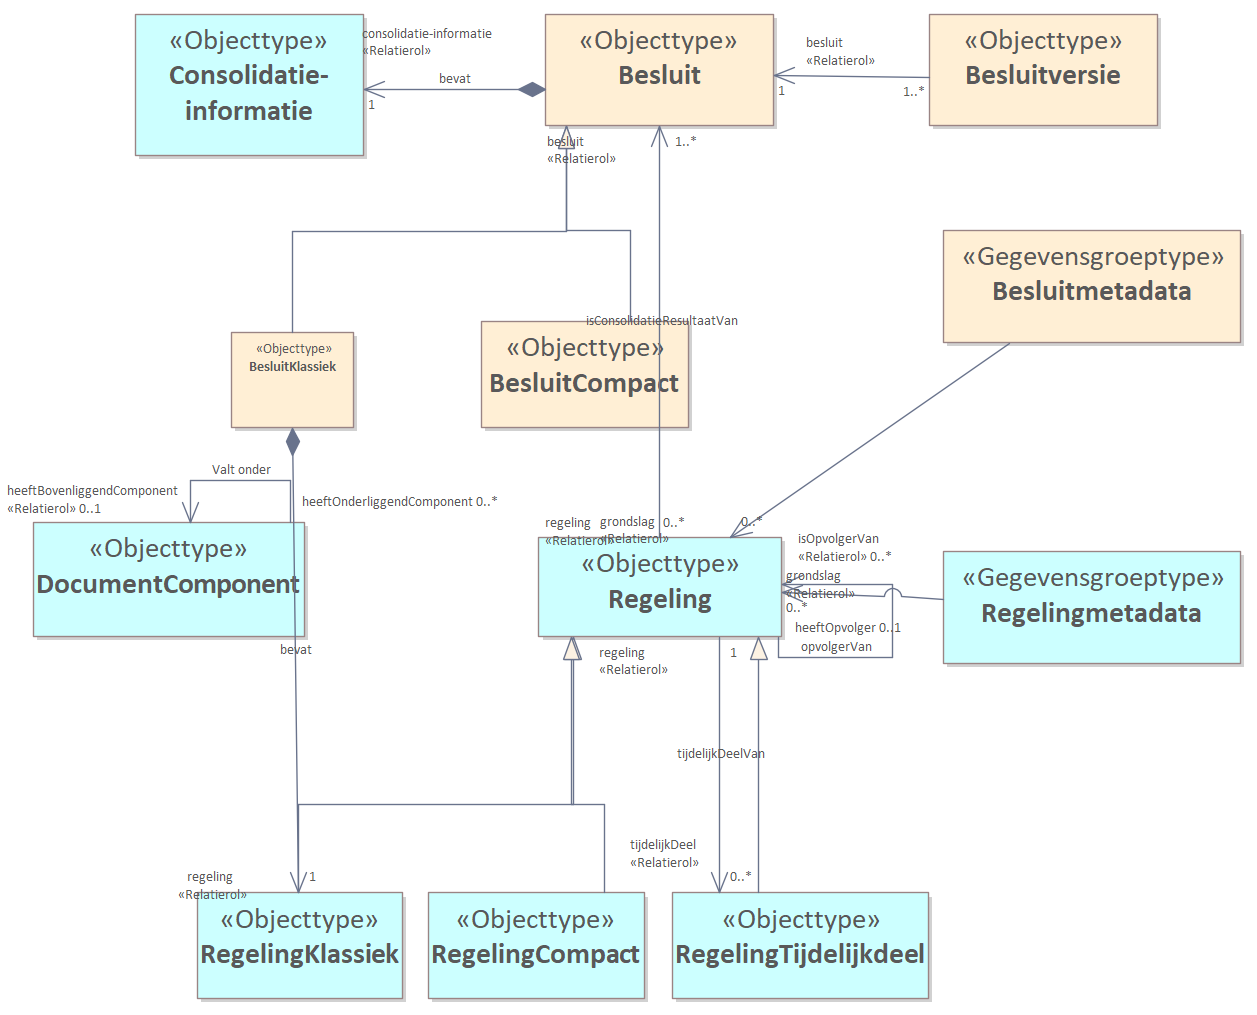 «Objecttype»
Consolidatie-
informatie
consolidatie-informatie
«Relatierol»
bevat
1
«Objecttype»
Besluit
besluit
«Relatierol»
1
1..*
«Objecttype»
Besluitversie
besluit
«Relatierol»
1..*
«Gegevensgroeptype»
Besluitmetadata
«Objecttype»
BesluitKlassiek
isConsolidatieResultaatVan
«Objecttype»
BesluitCompact
Valt onder
heeftBovenliggendComponent
«Relatierol» 0..1
heeftOnderliggendComponent 0..*
«Objecttype»
DocumentComponent
bevat
regeling
«Relatierol»
grondslag 0..*
«Relatierol»
0..*
«Objecttype»
Regeling
isOpvolgerVan
«Relatierol» 0..*
grondslag
«Relatierol»
0..*
heeftOpvolger 0..1
opvolgerVan
«Gegevensgroeptype»
Regelingmetadata
regeling
«Relatierol»
1
tijdelijkDeelVan
tijdelijkDeel
«Relatierol»
0..*
regeling
«Relatierol»
1
«Objecttype»
RegelingKlassiek
«Objecttype»
RegelingCompact
«Objecttype»
RegelingTijdelijkdeel